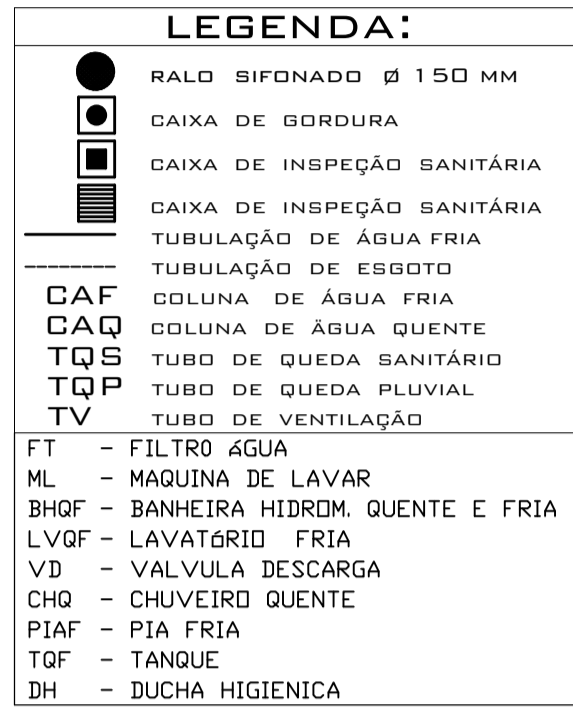 LEGENDA:
RALO SIFONADO Ø 150 MM
CAIXA DE GORDURA
CAIXA DE INSPEÇÃO SANITÁRIA
CAIXA DE INSPEÇÃO SANITÁRIA
TUBULAÇÃO DE ÁGUA FRIA
TUBULAÇÃO DE ESGOTO
CAF COLUNA DE ÁGUA FRIA
CAQ COLUNA DE ÄGUA QUENTE
TQS TUBO DE QUEDA SANITÁRIO
TQP TUBO DE QUEDA PLUVIAL
TV TUBO DE VENTILAÇÃO
FT – FILTR0 áGUA
ML – MAQUINA DE LAVAR
BHQF – BANHEIRA HIDROM. QUENTE E FRIA
LVQF – LAVATóRIO FRIA
VD – VALVULA DESCARGA
CHQ – CHUVEIRO QUENTE
PIAF – PIA FRIA
TQF – TANQUE
DH – DUCHA HIGIENICA